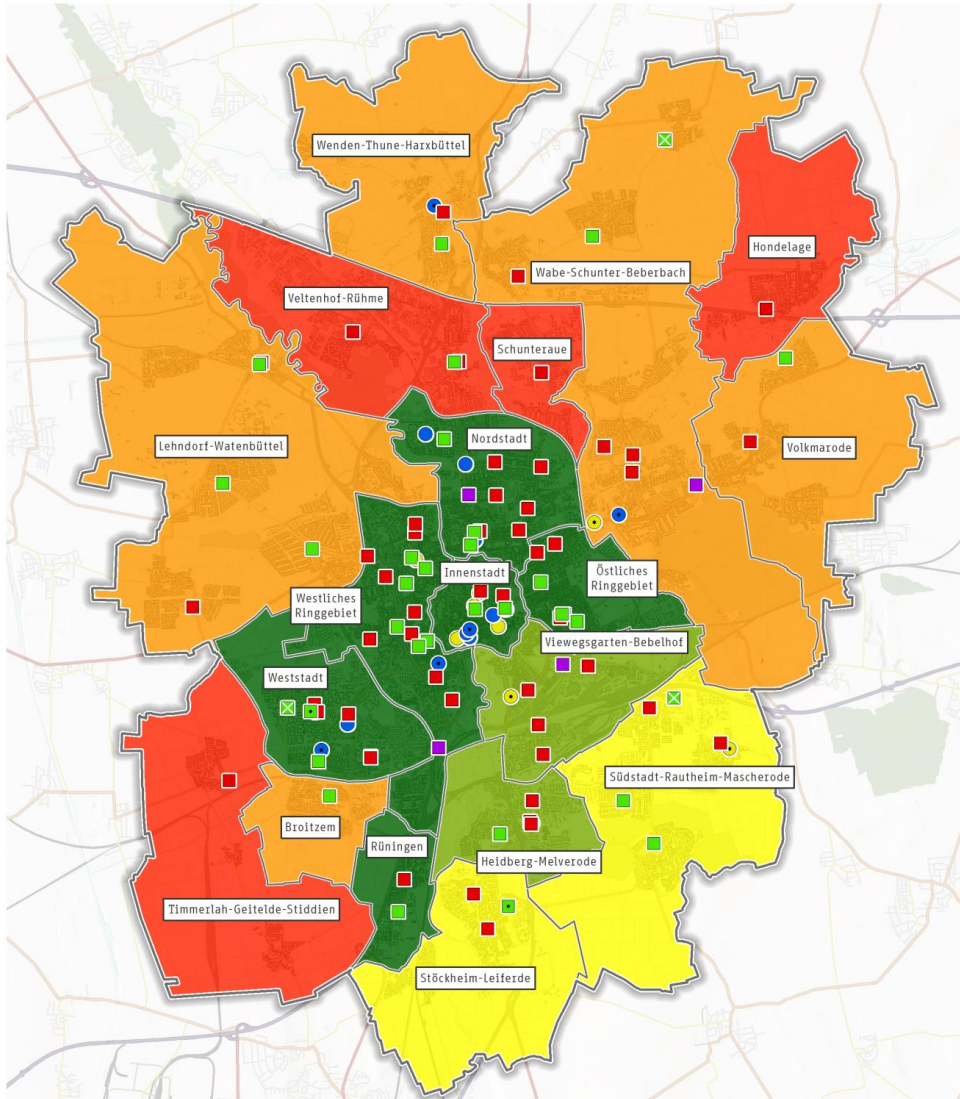 Wenden-Thune-Harxbüttel
Hondelage
Wabe-Schunter-Beberbach
Veltenhof-Rühme
Schunteraue
Nordstadt
Lehndorf-Watenbüttel
Volkmarode
Innenstadt
Östliches
Ringgebiet
Westliches
Ringgebiet
Viewegsgarten-Bebelhof
Weststadt
Südstadt-Rautheim-Mascherode
Broitzem
Rüningen
Heidberg-Melverode
Timmerlah-Geitelde-Stiddien
Stöckheim-Leiferde